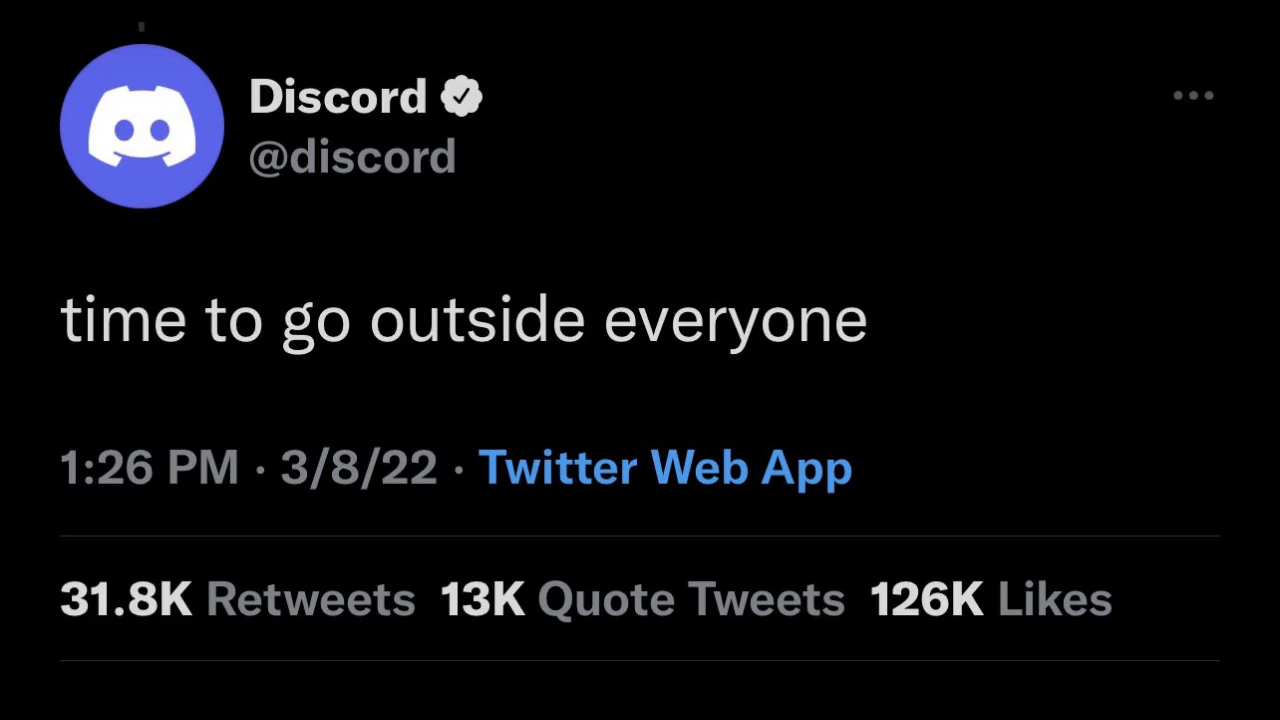 Discord
@discord
time to go outside everyone
1:26 PM · 3/8/22 · Twitter Web App
31.8K Retweets 13K Quote Tweets 126K Likes